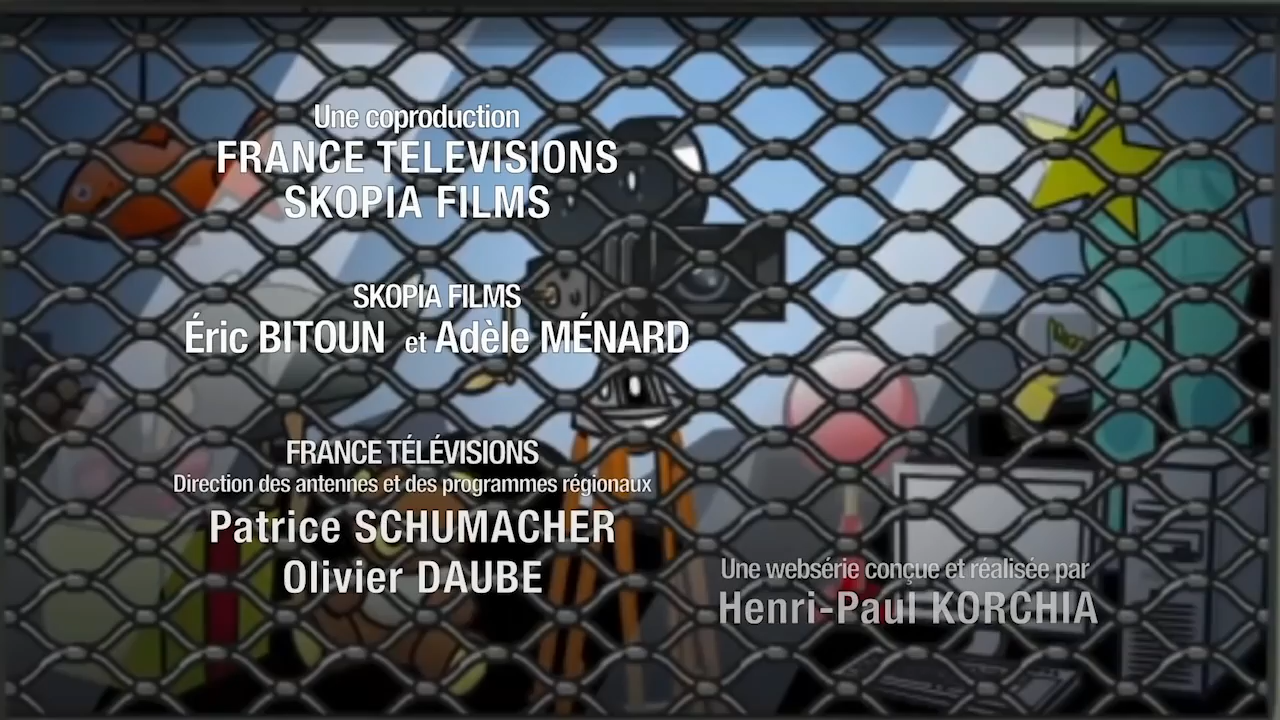 Une coproduction
FRANCE TELEVISIONS
SKOPIA FILMS
SKOPIA FILMS
Éric BITOUN et Adèle MÉNARD
FRANCE TÉLÉVISIONS
Direction des antennes et des programmes régionaux
Patrice SCHUMACHER
Olivier DAUBE
Une websérie conçue et réalisée par
Henri-Paul KORCHIA